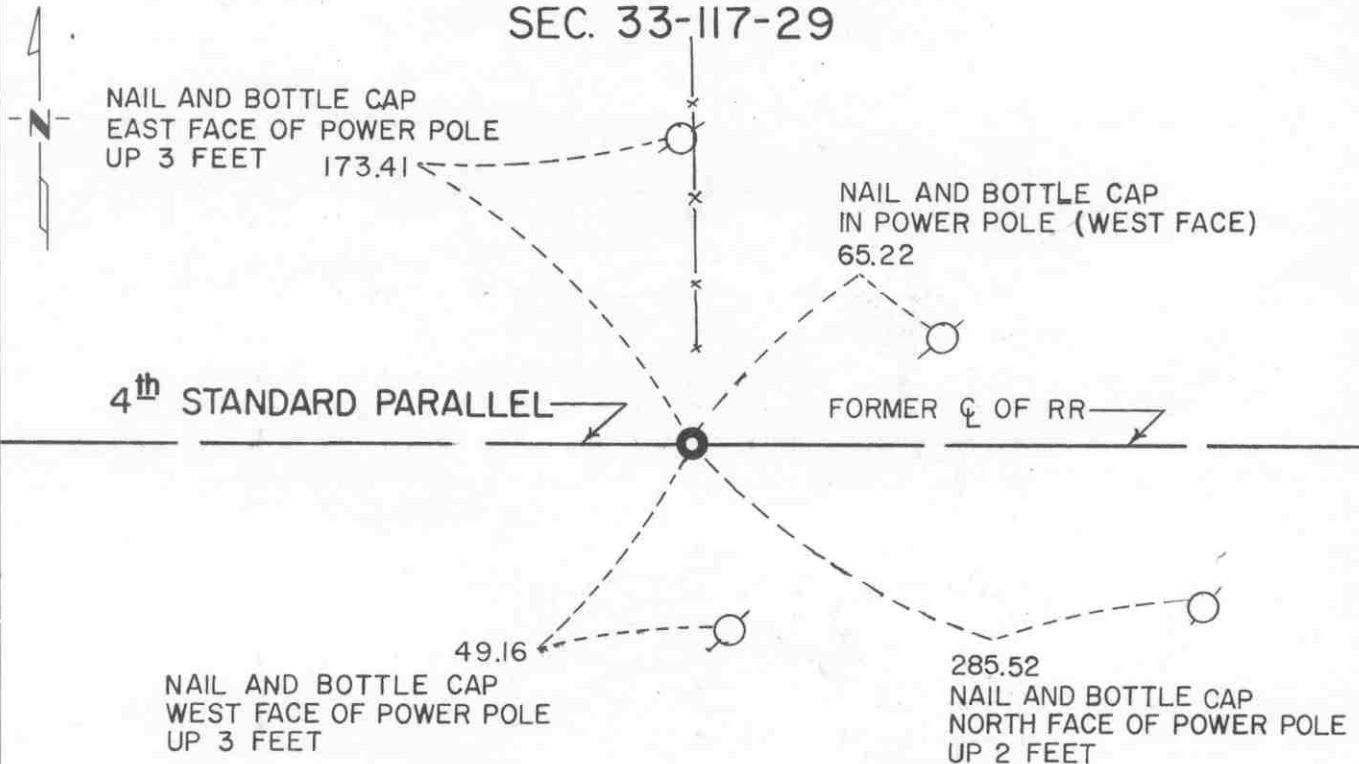 SEC. 33-117-29
N
NAIL AND BOTTLE CAP
EAST FACE OF POWER POLE
UP 3 FEET 173.41
NAIL AND BOTTLE CAP
IN POWER POLE (WEST FACE)
65.22
4th STANDARD PARALLEL
FORMER ℄ OF RR
49.16
NAIL AND BOTTLE CAP
WEST FACE OF POWER POLE
UP 3 FEET
285.52
NAIL AND BOTTLE CAP
NORTH FACE OF POWER POLE
UP 2 FEET